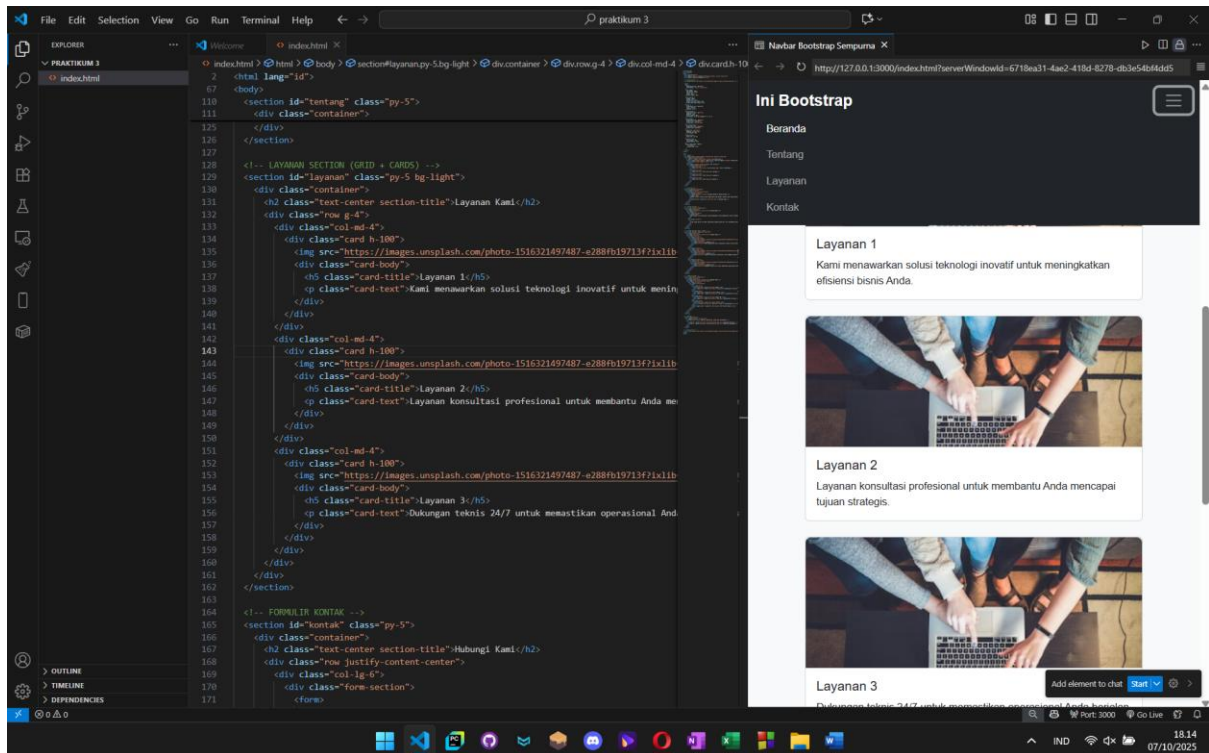 File Edit Selection View Go Run Terminal Help
praktikum 3
EXPLORER
PRAKTIKUM 3
index.html
OUTLINE
TIMELINE
DEPENDENCIES
Welcome
index.html
index.html > html > body > section#layanan.py-5.bg-light > div.container > div.row.g-4 > div.col-md-4 > div.card.h-10
2 <html lang="id">
67 <body>
110 <section id="tentang" class="py-5">
111 <div class="container">
125 </div>
126 </section>
127
128 <!-- LAYANAN SECTION (GRID + CARDS) -->
129 <section id="layanan" class="py-5 bg-light">
130 <div class="container">
131 <h2 class="text-center section-title">Layanan Kami</h2>
132 <div class="row g-4">
133 <div class="col-md-4">
134 <div class="card h-100">
135 <img src="https://images.unsplash.com/photo-1516321497487-e288fb19713f?ixlib
136 <div class="card-body">
137 <h5 class="card-title">Layanan 1</h5>
138 <p class="card-text">Kami menawarkan solusi teknologi inovatif untuk mening
139 </div>
140 </div>
141 </div>
142 <div class="col-md-4">
143 <div class="card h-100">
144 <img src="https://images.unsplash.com/photo-1516321497487-e288fb19713f?ixlib
145 <div class="card-body">
146 <h5 class="card-title">Layanan 2</h5>
147 <p class="card-text">Layanan konsultasi profesional untuk membantu Anda me
148 </div>
149 </div>
150 </div>
151 <div class="col-md-4">
152 <div class="card h-100">
153 <img src="https://images.unsplash.com/photo-1516321497487-e288fb19713f?ixlib
154 <div class="card-body">
155 <h5 class="card-title">Layanan 3</h5>
156 <p class="card-text">Dukungan teknis 24/7 untuk memastikan operasional And
157 </div>
158 </div>
159 </div>
160 </div>
161 </div>
162 </section>
163
164 <!-- FORMULIR KONTAK -->
165 <section id="kontak" class="py-5">
166 <div class="container">
167 <h2 class="text-center section-title">Hubungi Kami</h2>
168 <div class="row justify-content-center">
169 <div class="col-lg-6">
170 <div class="form-section">
171 <form>
Navbar Bootstrap Sempurna
http://127.0.0.1:3000/index.html?serverWindowId=6718ea31-4ae2-418d-8278-db3e54bf4dd5
Ini Bootstrap
Beranda
Tentang
Layanan
Kontak
Layanan 1
Kami menawarkan solusi teknologi inovatif untuk meningkatkan
efisiensi bisnis Anda.
Layanan 2
Layanan konsultasi profesional untuk membantu Anda mencapai
tujuan strategis.
Layanan 3
Dukungan teknis 24/7 untuk memastikan operasional Anda berjalan
Add element to chat Start
0 0
Port: 3000 Go Live
IND
18.14
07/10/2025